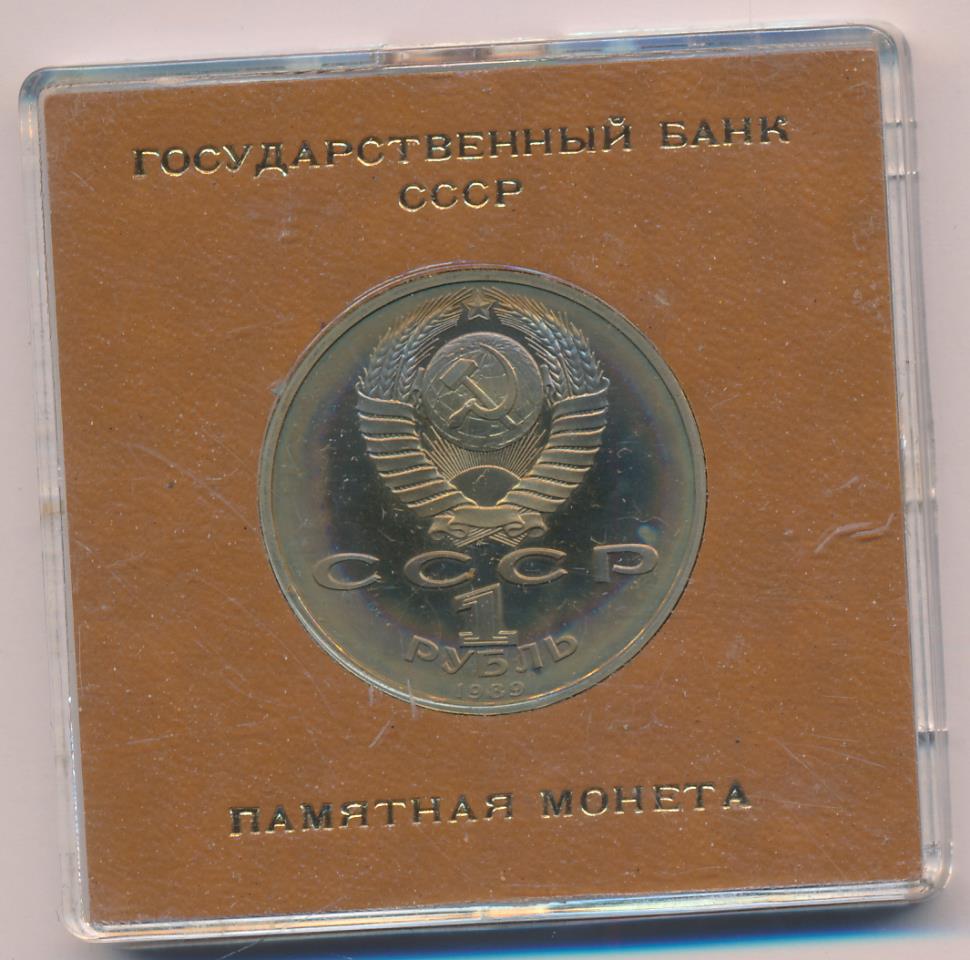 ГОСУДАРСТВЕННЫЙ БАНК
СССР
СССР
1
РУБЛЬ
1989
ПАМЯТНАЯ МОНЕТА